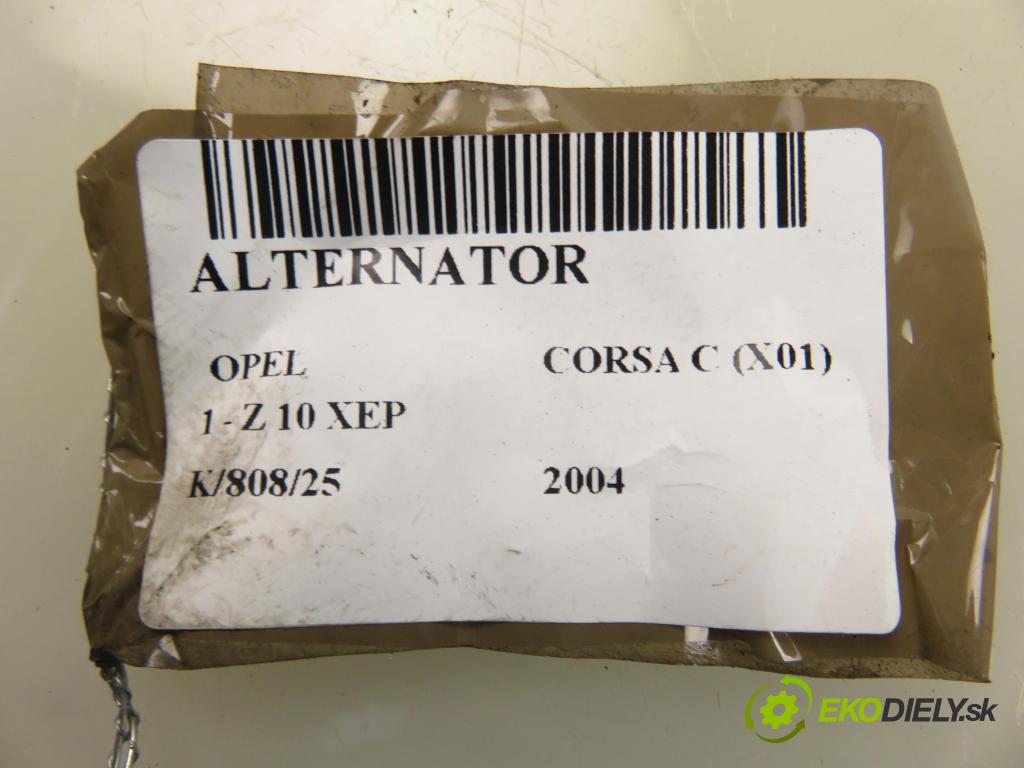 ALTERNATOR
OPEL CORSA C (X01)
1 - Z 10 XEP
K/808/25 2004
EKODIELY.sk